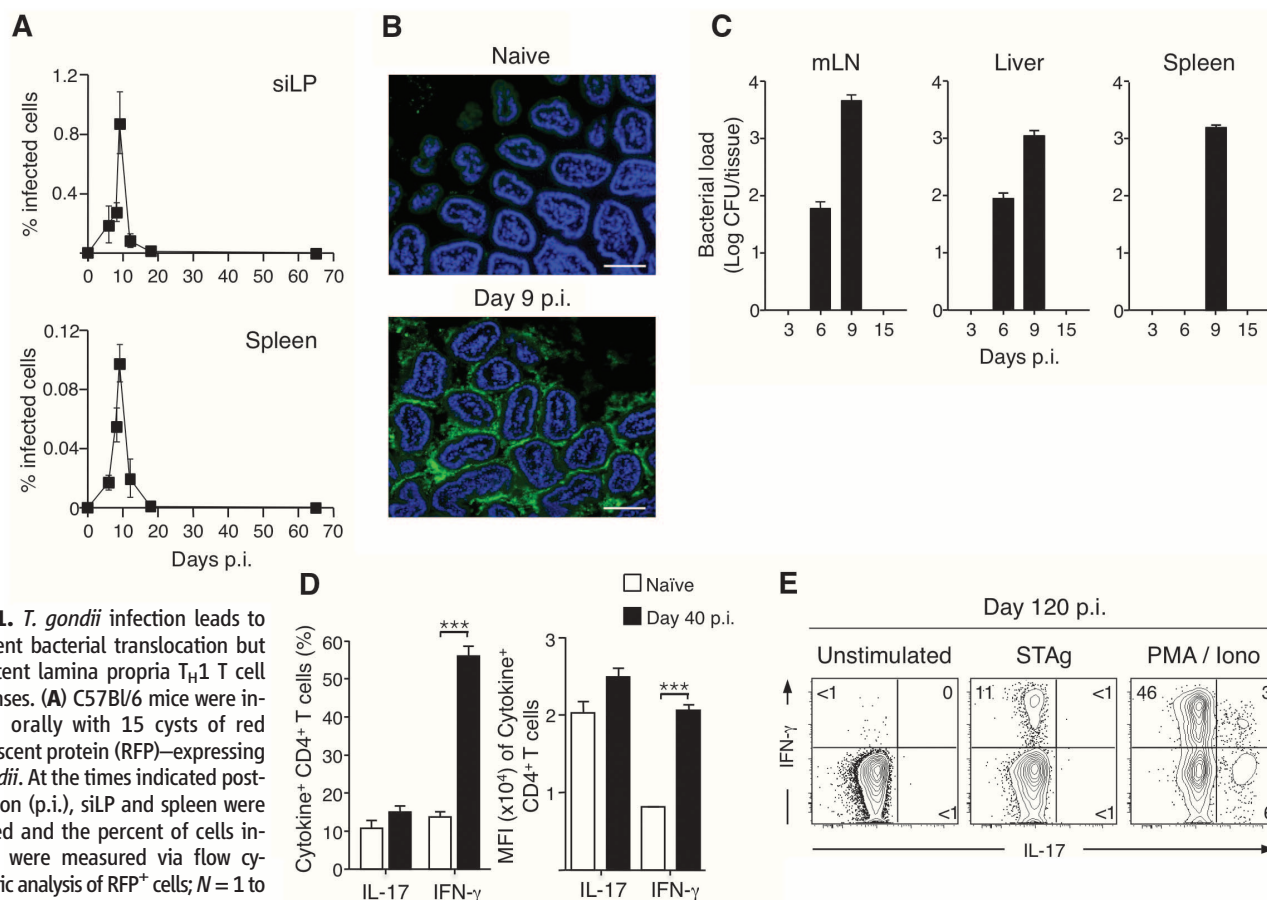 A
siLP
% infected cells
1.2
0.8
0.4
0 10 20 30 40 50 60 70
Spleen
% infected cells
0.12
0.08
0.04
0
0 10 20 30 40 50 60 70
Days p.i.
B
Naive
Day 9 p.i.
C
mLN
Liver
Spleen
Bacterial load
(Log CFU/tissue)
4
3
2
1
0
3 6 9 15
4
3
2
1
0
3 6 9 15
4
3
2
1
0
3 6 9 15
Days p.i.
1. T. gondii infection leads to
ent bacterial translocation but
tent lamina propria TH1 T cell
nses. (A) C57Bl/6 mice were in-
orally with 15 cysts of red
scent protein (RFP)–expressing
dii. At the times indicated post-
on (p.i.), siLP and spleen were
ed and the percent of cells in-
were measured via flow cy-
ric analysis of RFP+ cells; N = 1 to
D
Naïve
Day 40 p.i.
Cytokine+ CD4+ T cells (%)
60
50
40
30
20
10
0
***
IL-17 IFN-γ
MFI (x10⁴) of Cytokine+
CD4+ T cells
3
2
1
***
IL-17 IFN-γ
E
Day 120 p.i.
Unstimulated
STAg
PMA / Iono
IFN-γ
<1 0
<1
11 <1
<1
46 3
6
IL-17